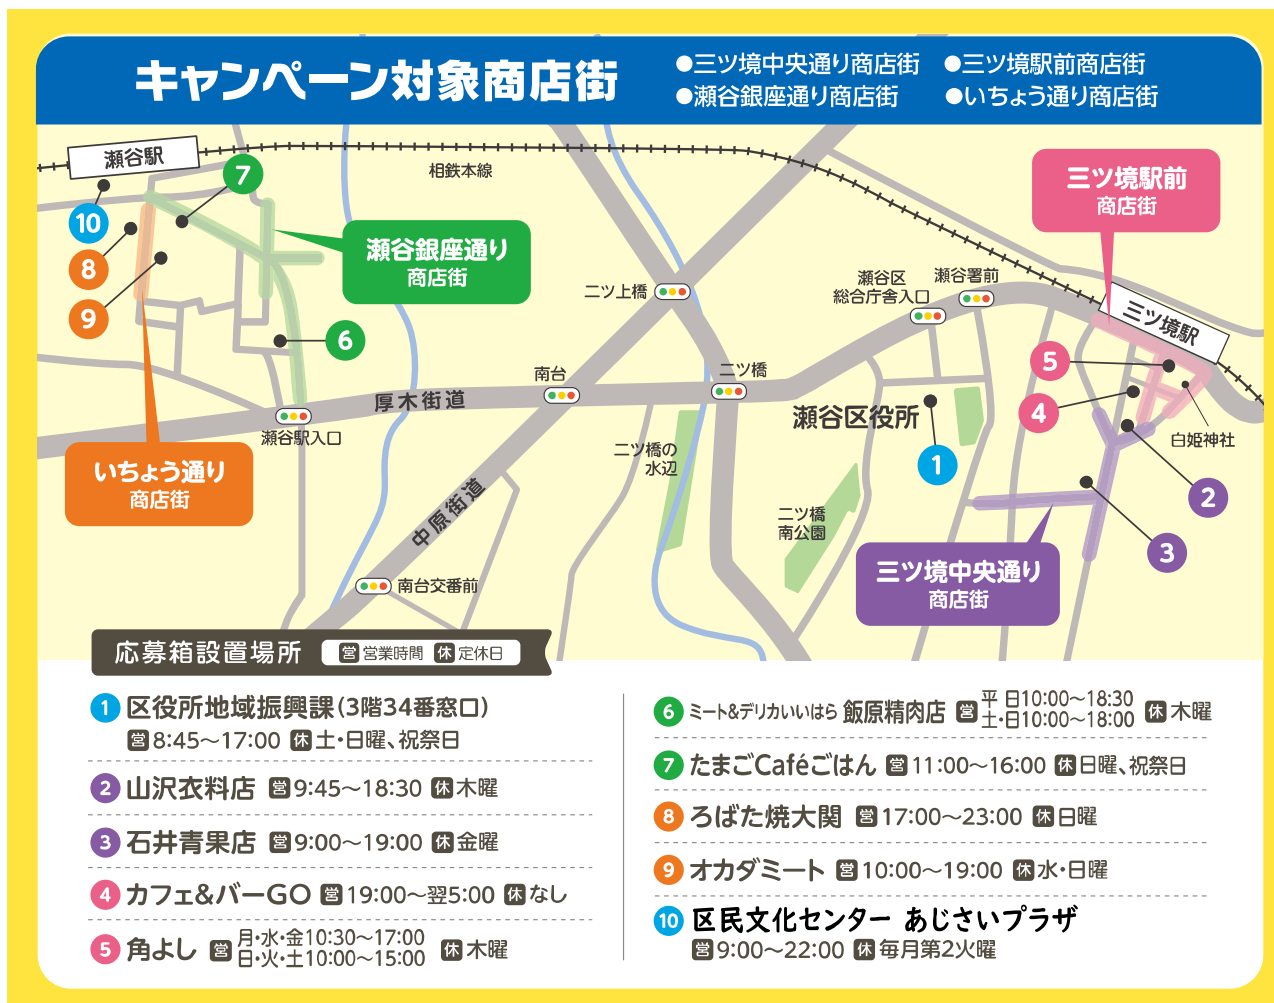 キャンペーン対象商店街
●三ツ境中央通り商店街 ●三ツ境駅前商店街
●瀬谷銀座通り商店街 ●いちょう通り商店街
瀬谷駅
相鉄本線
7
10
8
9
6
瀬谷銀座通り
商店街
三ツ境駅前
商店街
二ツ上橋
瀬谷区
総合庁舎入口
瀬谷署前
三ツ境駅
5
4
南台
二ツ橋
厚木街道
瀬谷駅入口
瀬谷区役所
白姫神社
二ツ橋の
水辺
1
2
いちょう通り
商店街
中原街道
二ツ橋
南公園
3
三ツ境中央通り
商店街
南台交番前
応募箱設置場所 営 営業時間 休 定休日
1 区役所地域振興課(3階34番窓口)
営 8:45〜17:00 休 土・日曜、祝祭日
2 山沢衣料店 営 9:45〜18:30 休 木曜
3 石井青果店 営 9:00〜19:00 休 金曜
4 カフェ&バーGO 営 19:00〜翌5:00 休 なし
5 角よし 営 月・水・金10:30〜17:00
日・火・土10:00〜15:00 休 木曜
6 ミート&デリカいいはら 飯原精肉店 営 平 日10:00〜18:30
土・日10:00〜18:00 休 木曜
7 たまごCaféごはん 営 11:00〜16:00 休 日曜、祝祭日
8 ろばた焼大関 営 17:00〜23:00 休 日曜
9 オカダミート 営 10:00〜19:00 休 水・日曜
10 区民文化センター あじさいプラザ
営 9:00〜22:00 休 毎月第2火曜